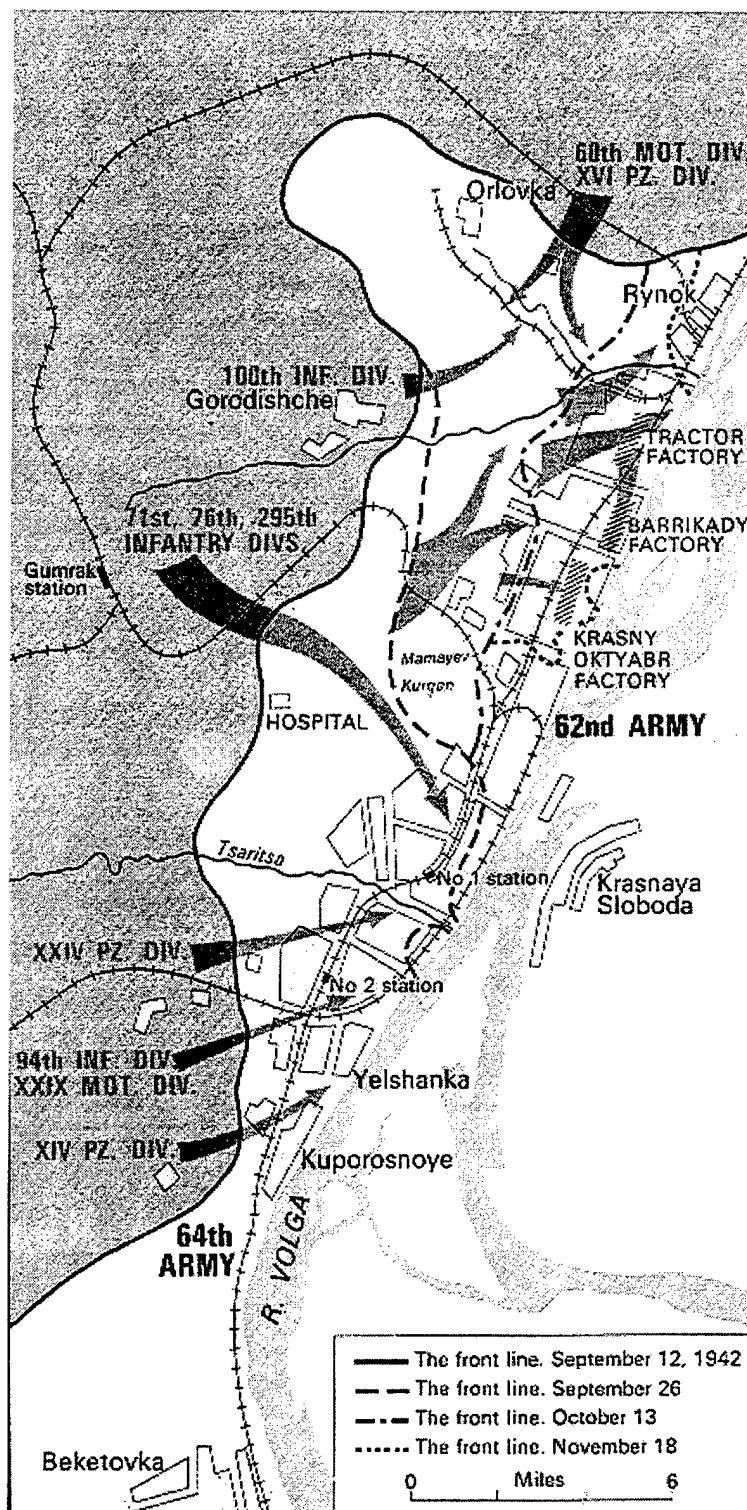 60th MOT. DIV.
XVI PZ. DIV.
Orlovka
Rynok
100th INF. DIV.
Gorodishche
TRACTOR
FACTORY
71st, 76th, 295th
INFANTRY DIVS.
BARRIKADY
FACTORY
Gumrak
station
KRASNY
OKTYABR
FACTORY
Mamayev
Kurgan
HOSPITAL
62nd ARMY
Tsaritsa
No 1 station
Krasnaya
Sloboda
XXIV PZ. DIV.
No 2 station
94th INF. DIV.
XXIX MOT. DIV.
Yelshanka
XIV PZ. DIV.
Kuporosnoye
64th
ARMY
R. VOLGA
The front line. September 12, 1942
The front line. September 26
The front line. October 13
The front line. November 18
Beketovka
0 Miles 6